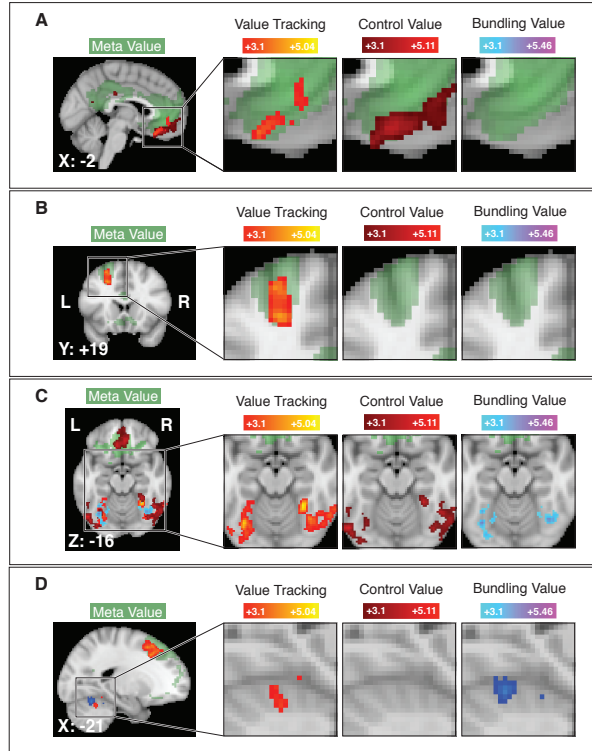 A
Meta Value
Value Tracking
Control Value
Bundling Value
+3.1 +5.04
+3.1 +5.11
+3.1 +5.46
X: -2
B
Meta Value
Value Tracking
Control Value
Bundling Value
+3.1 +5.04
+3.1 +5.11
+3.1 +5.46
L R
Y: +19
C
Meta Value
Value Tracking
Control Value
Bundling Value
+3.1 +5.04
+3.1 +5.11
+3.1 +5.46
L R
Z: -16
D
Meta Value
Value Tracking
Control Value
Bundling Value
+3.1 +5.04
+3.1 +5.11
+3.1 +5.46
X: -21